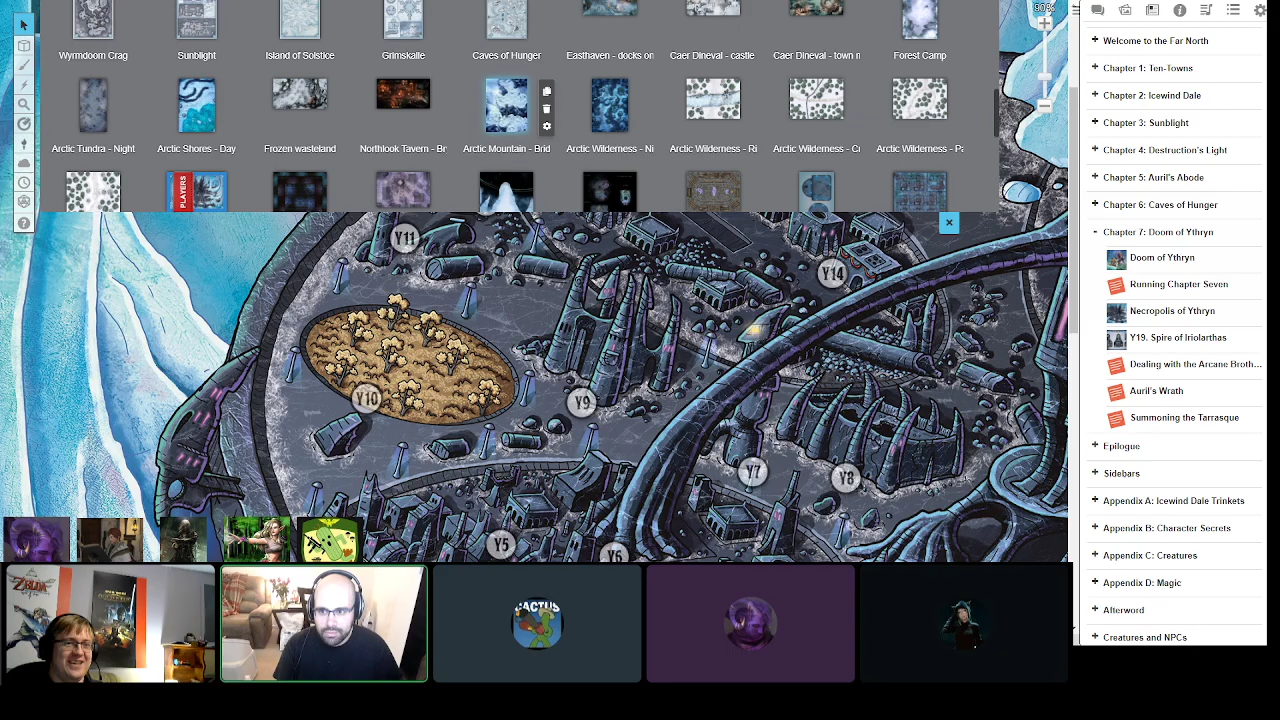 90%
Wyrmdoom Crag
Sunblight
Island of Solstice
Grimskalle
Caves of Hunger
Easthaven - docks on
Caer Dineval - castle
Caer Dineval - town n
Forest Camp
Arctic Tundra - Night
Arctic Shores - Day
Frozen wasteland
Northlook Tavern - Br
Arctic Mountain - Brid
Arctic Wilderness - Ni
Arctic Wilderness - Ri
Arctic Wilderness - Cr
Arctic Wilderness - Pa
PLAYERS
Y11
Y14
Y10
Y9
Y7
Y8
Y5
Y6
Welcome to the Far North
Chapter 1: Ten-Towns
Chapter 2: Icewind Dale
Chapter 3: Sunblight
Chapter 4: Destruction's Light
Chapter 5: Auril's Abode
Chapter 6: Caves of Hunger
Chapter 7: Doom of Ythryn
Doom of Ythryn
Running Chapter Seven
Necropolis of Ythryn
Y19. Spire of Iriolarthas
Dealing with the Arcane Broth...
Auril's Wrath
Summoning the Tarrasque
Epilogue
Sidebars
Appendix A: Icewind Dale Trinkets
Appendix B: Character Secrets
Appendix C: Creatures
Appendix D: Magic
Afterword
Creatures and NPCs
ZELDA
CACTUS